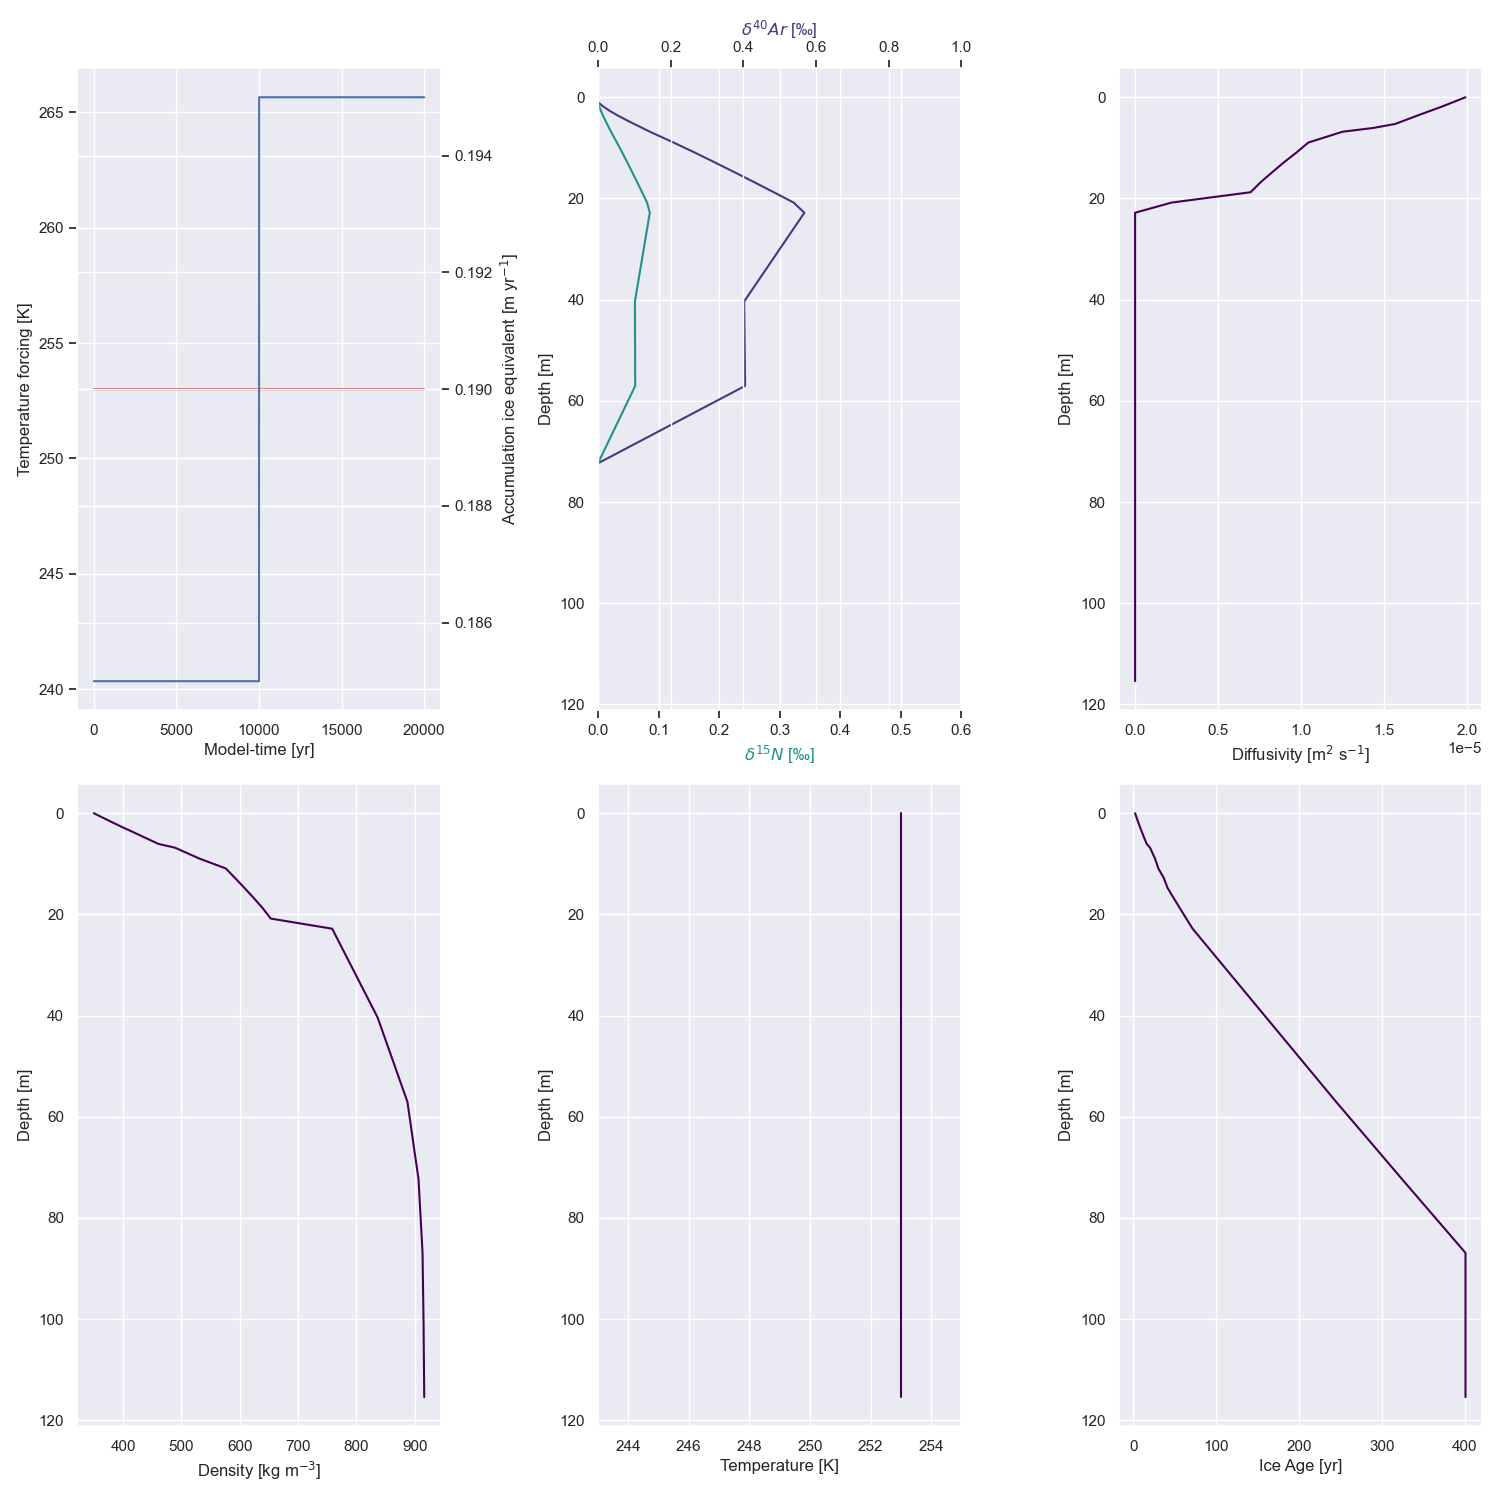 265
260
255
250
245
240
Temperature forcing [K]
0 5000 10000 15000 20000
Model-time [yr]
0.194
0.192
0.190
0.188
0.186
Accumulation ice equivalent [m yr⁻¹]
δ⁴⁰Ar [‰]
0.0 0.2 0.4 0.6 0.8 1.0
0
20
40
60
80
100
120
Depth [m]
0.0 0.1 0.2 0.3 0.4 0.5 0.6
δ¹⁵N [‰]
0
20
40
60
80
100
120
Depth [m]
0.0 0.5 1.0 1.5 2.0
1e−5
Diffusivity [m² s⁻¹]
0
20
40
60
80
100
120
Depth [m]
400 500 600 700 800 900
Density [kg m⁻³]
0
20
40
60
80
100
120
Depth [m]
244 246 248 250 252 254
Temperature [K]
0
20
40
60
80
100
120
Depth [m]
0 100 200 300 400
Ice Age [yr]